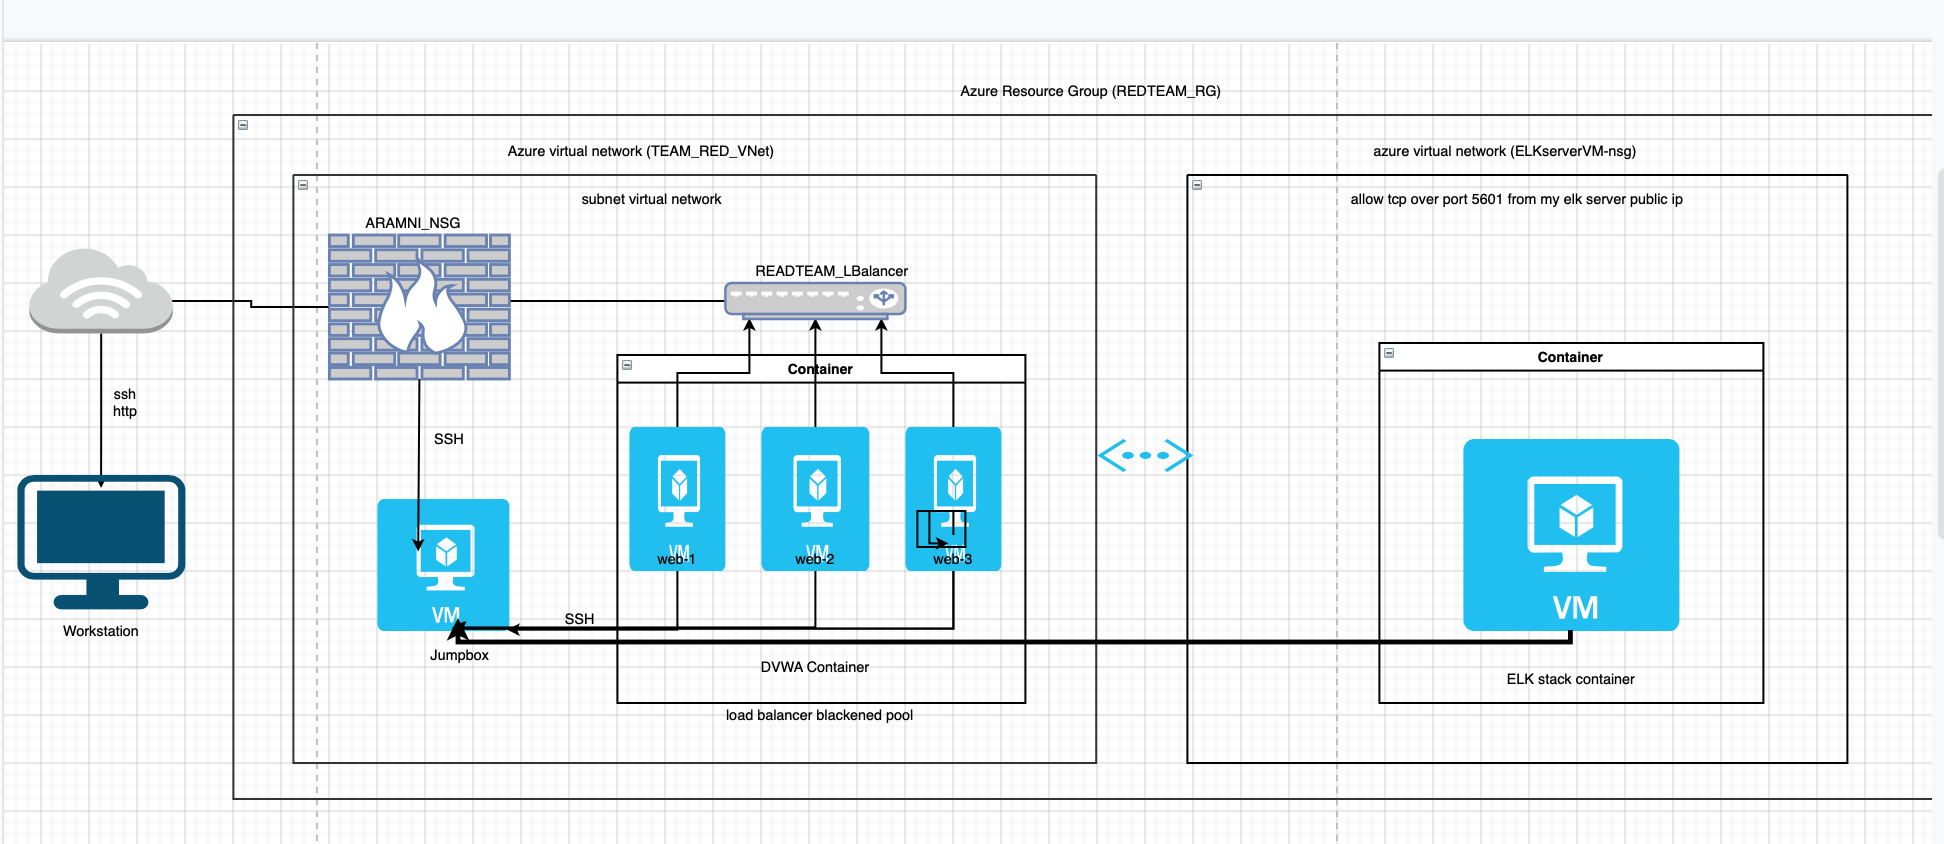 Azure Resource Group (REDTEAM_RG)
Azure virtual network (TEAM_RED_VNet)
azure virtual network (ELKserverVM-nsg)
subnet virtual network
allow tcp over port 5601 from my elk server public ip
ARAMNI_NSG
READTEAM_LBalancer
Container
Container
ssh
http
SSH
VM
web-1
VM
web-2
VM
web-3
VM
VM
SSH
Workstation
Jumpbox
DVWA Container
ELK stack container
load balancer blackened pool